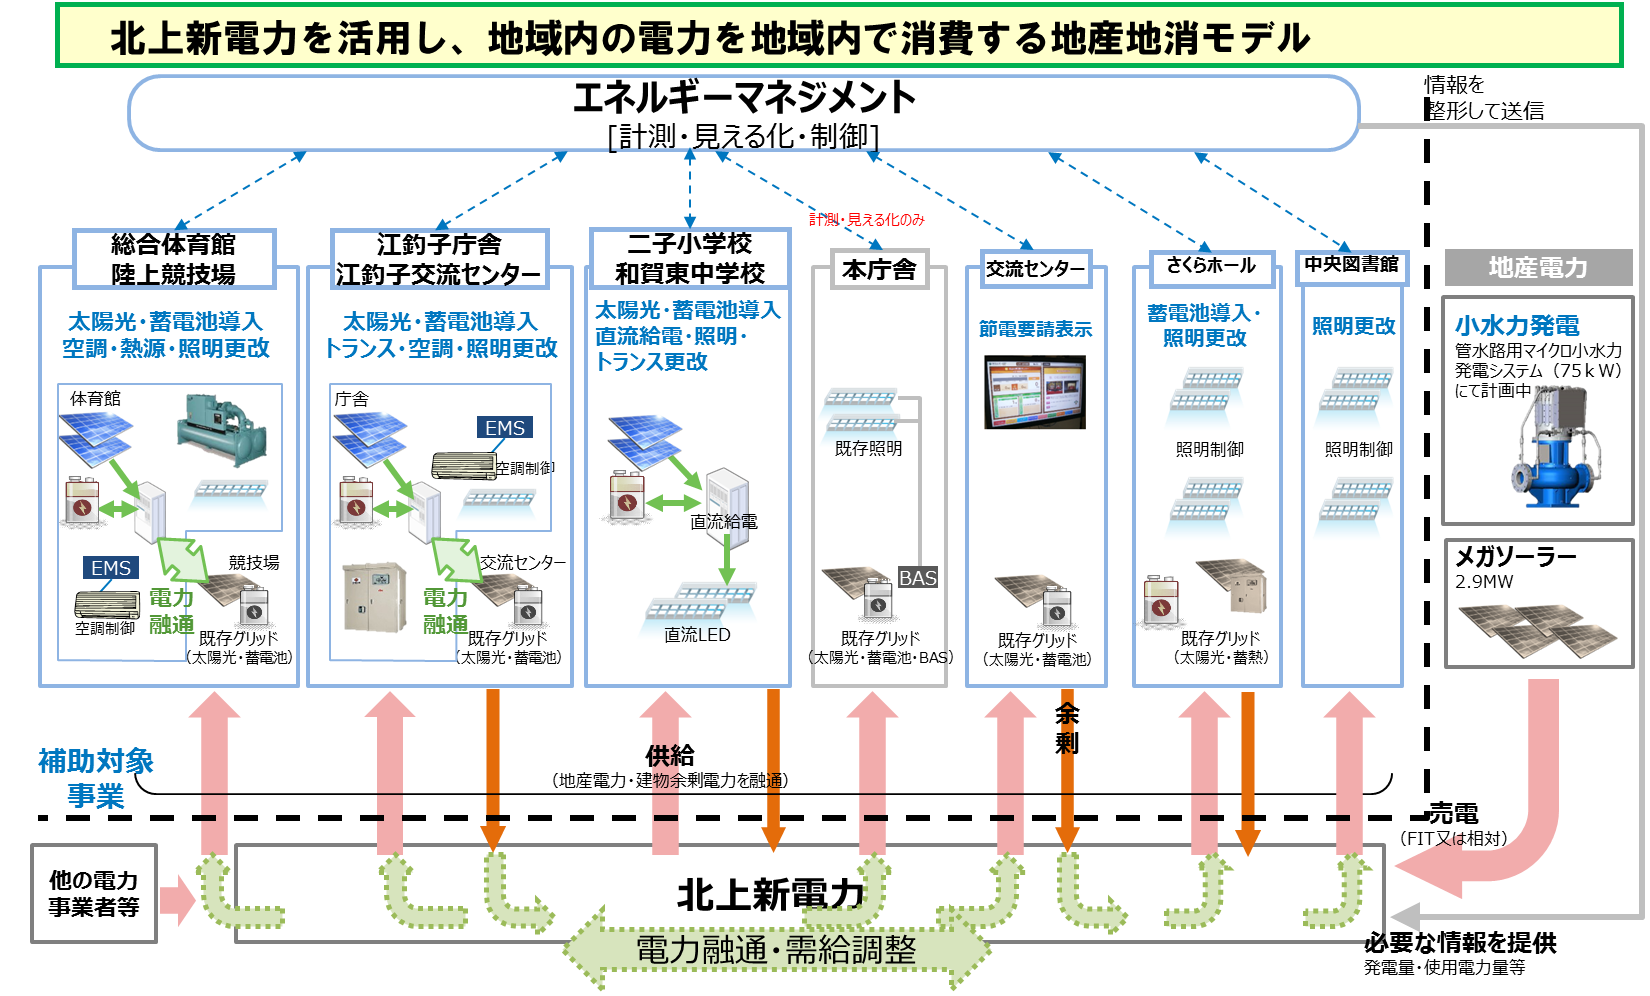 北上新電力を活用し、地域内の電力を地域内で消費する地産地消モデル
エネルギーマネジメント
[計測・見える化・制御]
情報を
整形して送信
計測・見える化のみ
総合体育館
陸上競技場
太陽光・蓄電池導入
空調・熱源・照明更改
体育館
EMS
空調制御
電力
融通
競技場
既存グリッド
（太陽光・蓄電池）
江釣子庁舎
江釣子交流センター
太陽光・蓄電池導入
トランス・空調・照明更改
庁舎
EMS
空調制御
電力
融通
交流センター
既存グリッド
（太陽光・蓄電池）
二子小学校
和賀東中学校
太陽光・蓄電池導入
直流給電・照明・
トランス更改
直流給電
直流LED
本庁舎
既存照明
BAS
既存グリッド
（太陽光・蓄電池・BAS）
交流センター
節電要請表示
既存グリッド
（太陽光・蓄電池）
さくらホール
蓄電池導入・
照明更改
照明制御
既存グリッド
（太陽光・蓄熱）
中央図書館
照明更改
照明制御
地産電力
小水力発電
管水路用マイクロ小水力
発電システム（75ｋW）
にて計画中
メガソーラー
2.9MW
補助対象
事業
供給
（地産電力・建物余剰電力を融通）
余
剰
売電
（FIT又は相対）
他の電力
事業者等
北上新電力
電力融通・需給調整
必要な情報を提供
発電量・使用電力量等